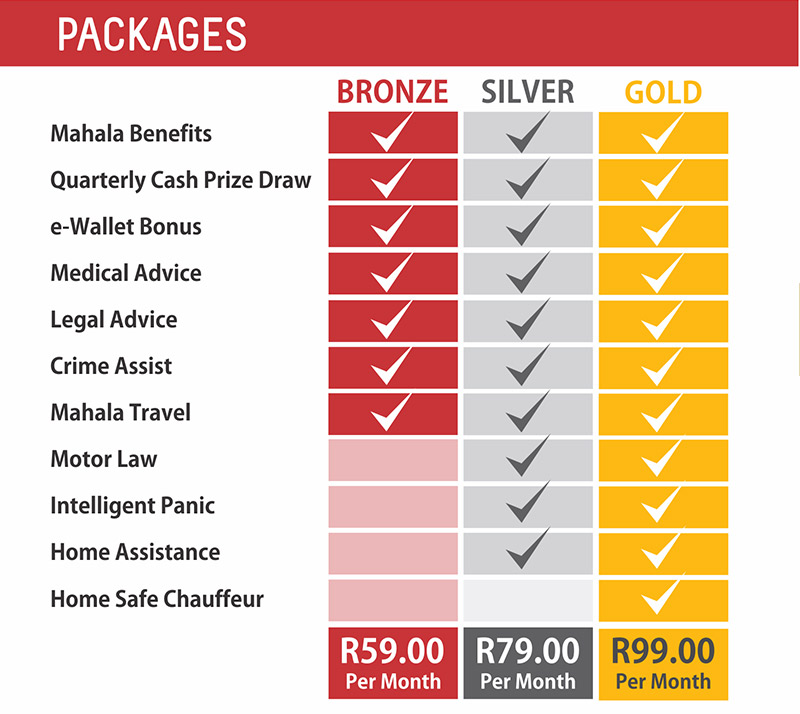 PACKAGES
BRONZE SILVER GOLD
Mahala Benefits
Quarterly Cash Prize Draw
e-Wallet Bonus
Medical Advice
Legal Advice
Crime Assist
Mahala Travel
Motor Law
Intelligent Panic
Home Assistance
Home Safe Chauffeur
R59.00 R79.00 R99.00
Per Month Per Month Per Month